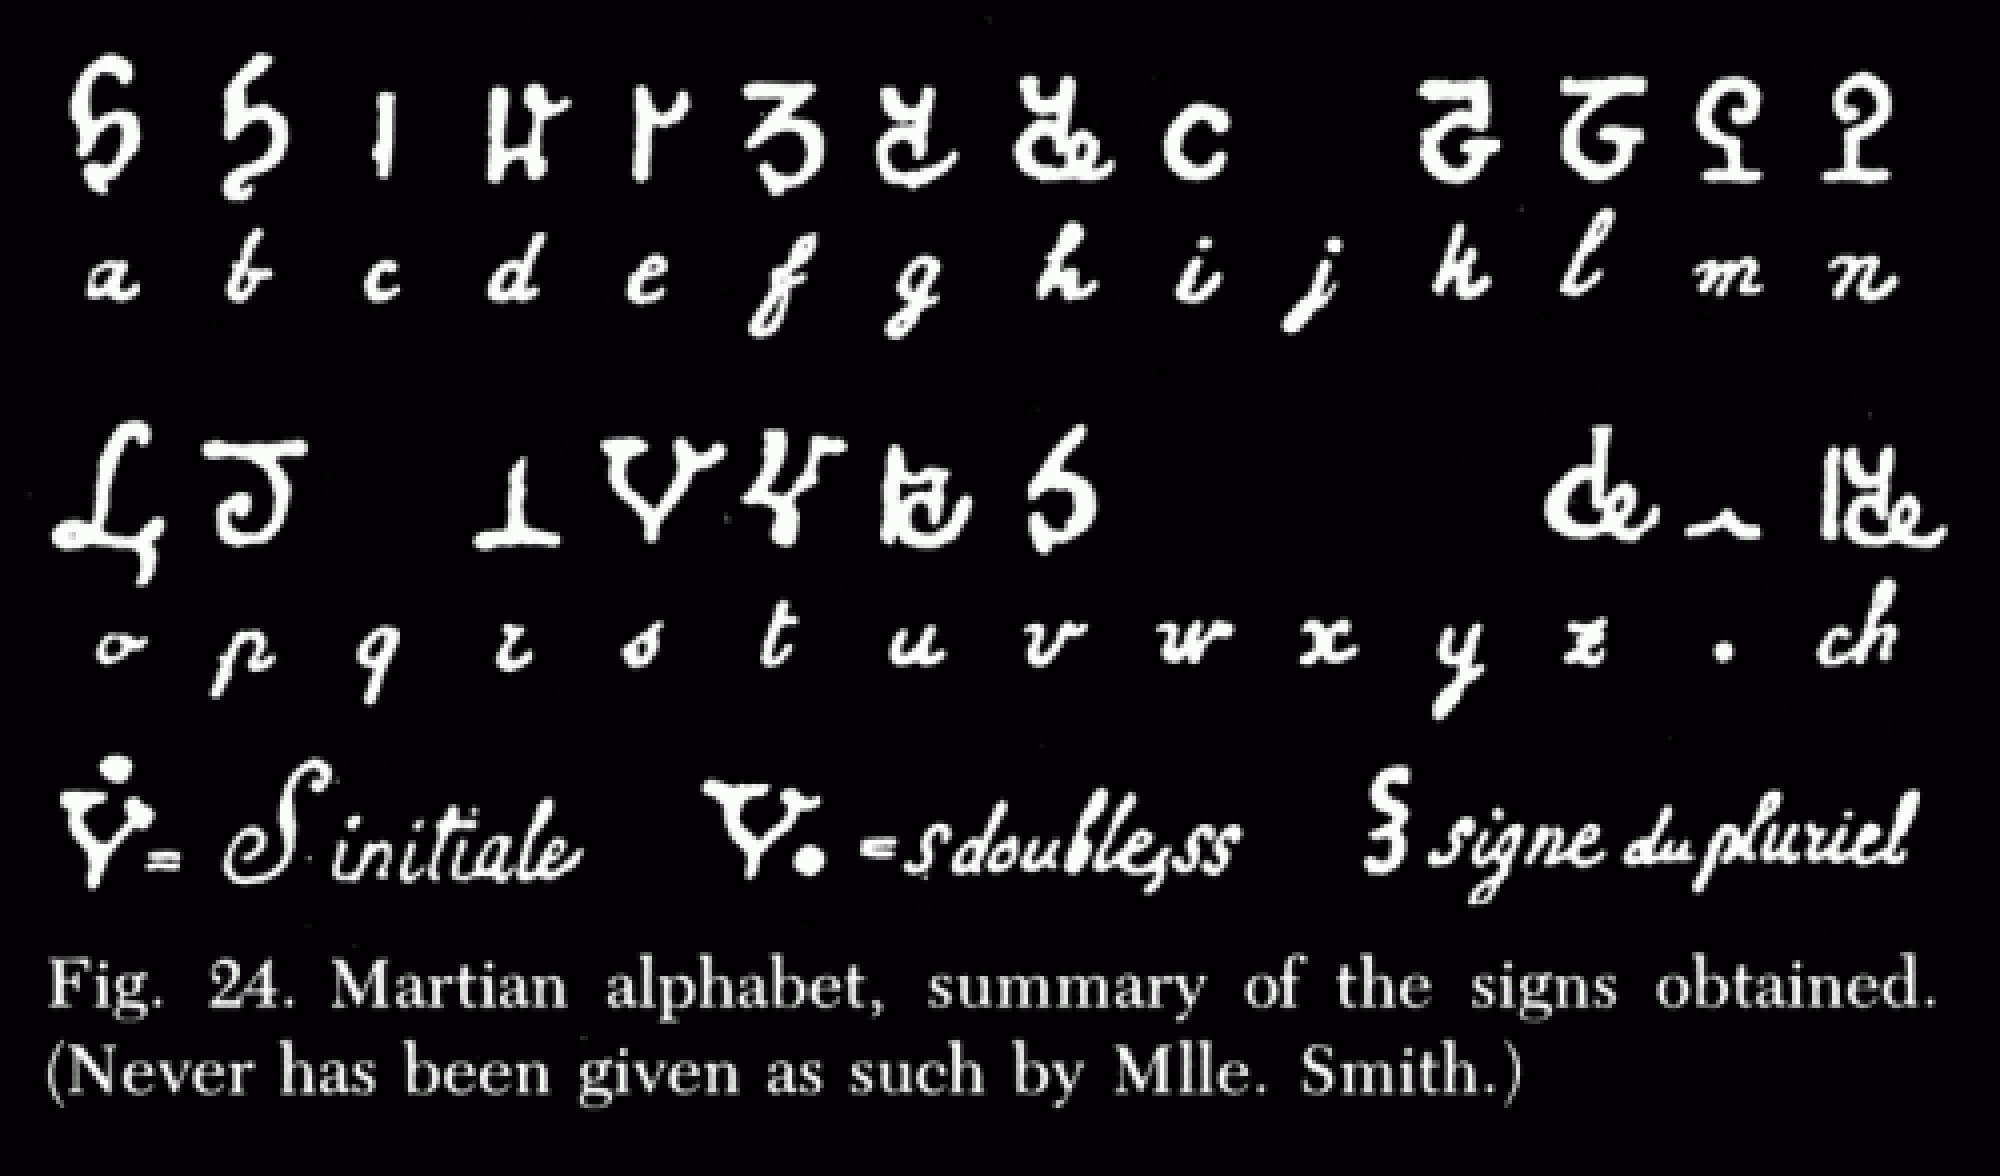 a b c d e f g h i j k l m n
o p q r s t u v w x y z . ch
= S initiale = s double, ss signe du pluriel
Fig. 24. Martian alphabet, summary of the signs obtained.
(Never has been given as such by Mlle. Smith.)